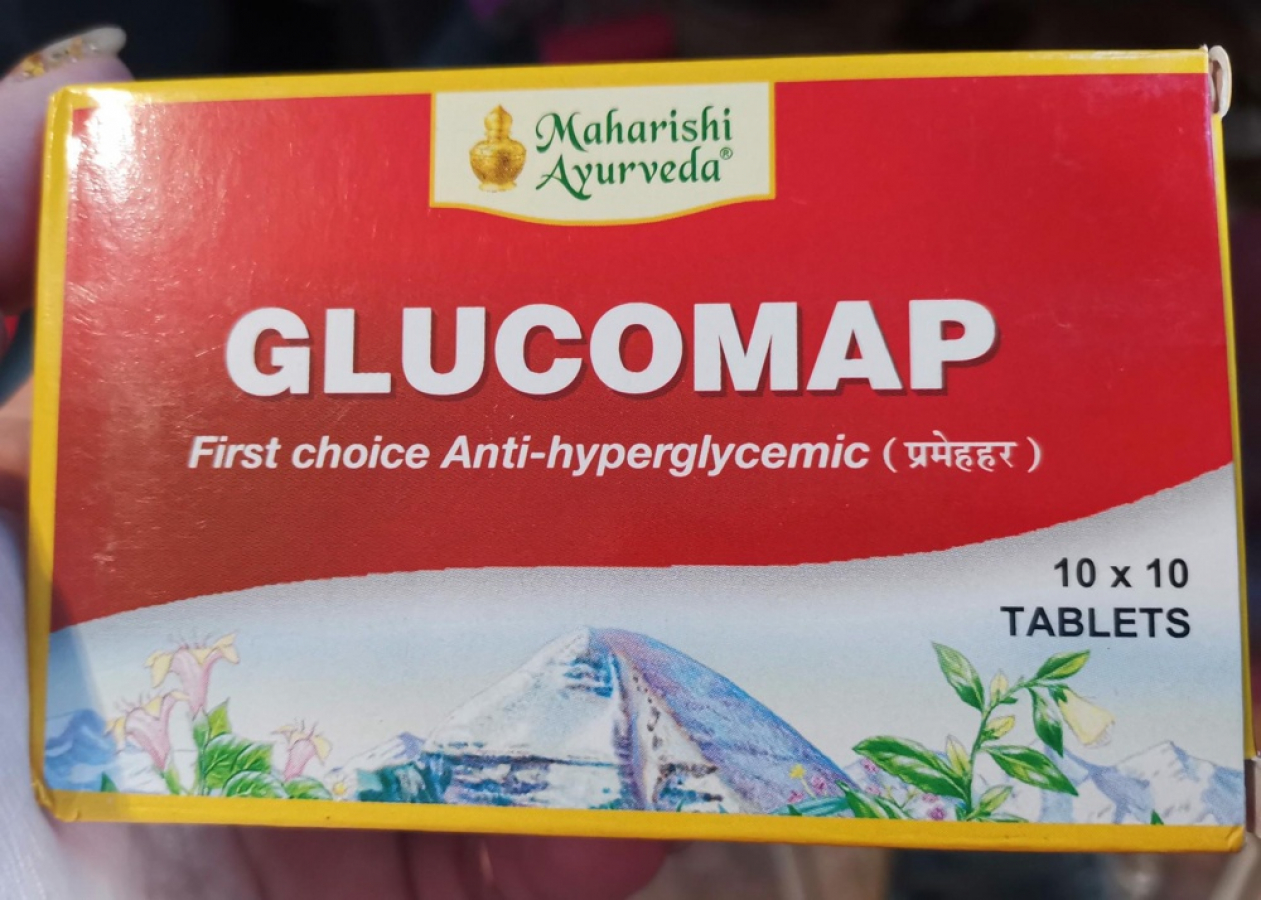 Maharishi
Ayurveda®
GLUCOMAP
First choice Anti-hyperglycemic (प्रमेहहर)
10 x 10
TABLETS